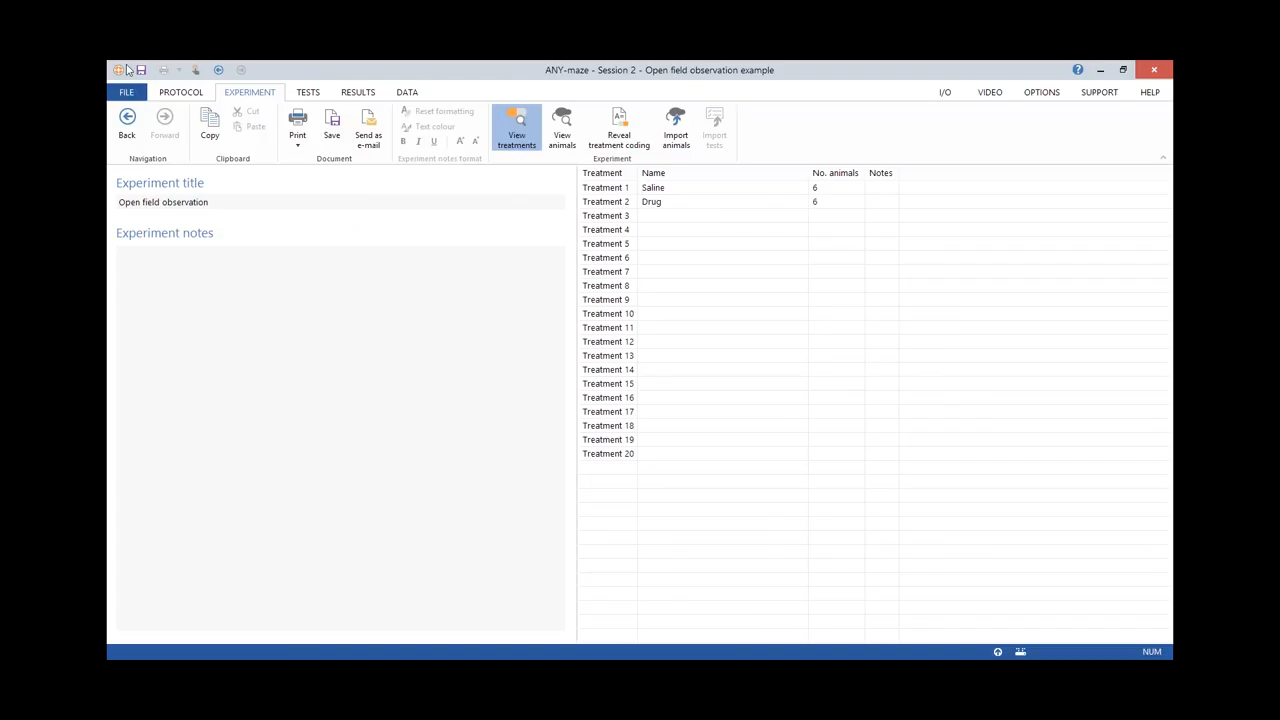 ANY-maze - Session 2 - Open field observation example
FILE PROTOCOL EXPERIMENT TESTS RESULTS DATA I/O VIDEO OPTIONS SUPPORT HELP
Back Forward Copy Cut Paste Print Save Send as e-mail Reset formatting Text colour B I U A A View treatments View animals Reveal treatment coding Import animals Import tests
Navigation Clipboard Document Experiment notes format Experiment
Experiment title
Open field observation
Experiment notes
Treatment Name No. animals Notes
Treatment 1 Saline 6
Treatment 2 Drug 6
Treatment 3
Treatment 4
Treatment 5
Treatment 6
Treatment 7
Treatment 8
Treatment 9
Treatment 10
Treatment 11
Treatment 12
Treatment 13
Treatment 14
Treatment 15
Treatment 16
Treatment 17
Treatment 18
Treatment 19
Treatment 20
NUM